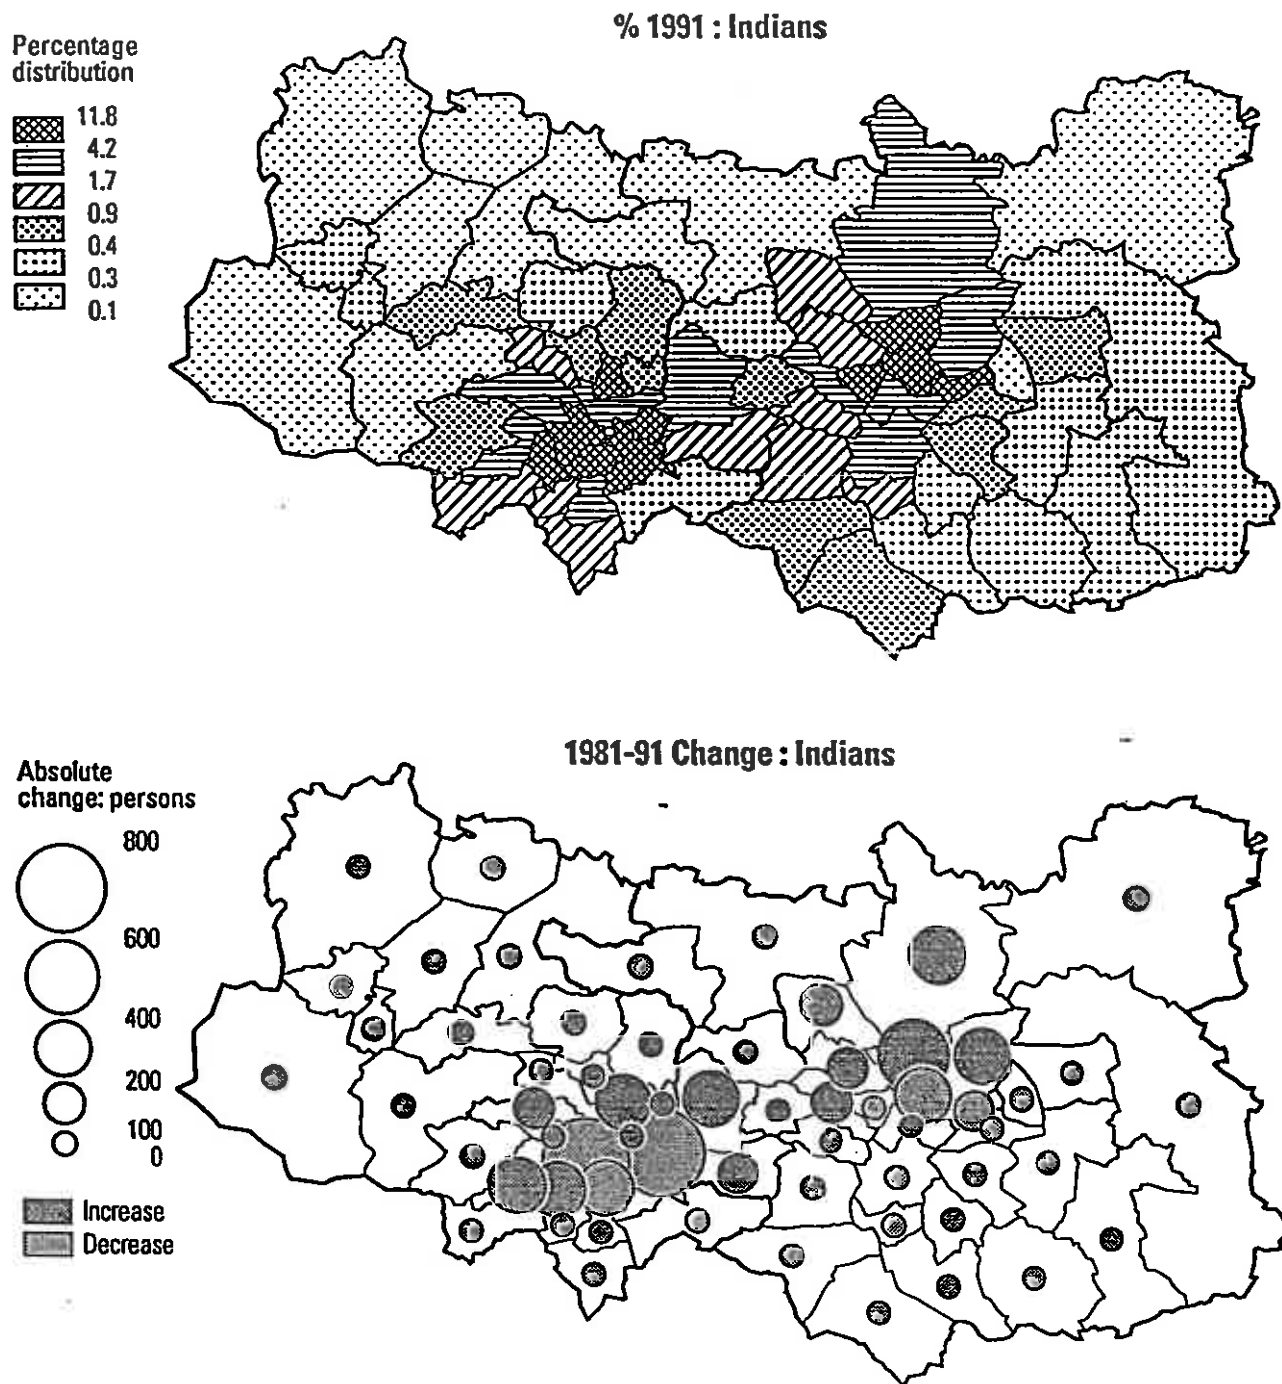 % 1991 : Indians
Percentage
distribution
11.8
4.2
1.7
0.9
0.4
0.3
0.1
1981-91 Change : Indians
Absolute
change: persons
800
600
400
200
100
0
Increase
Decrease